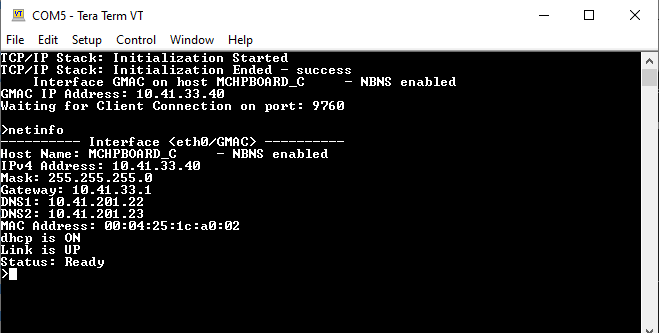 COM5 - Tera Term VT
File Edit Setup Control Window Help
TCP/IP Stack: Initialization Started
TCP/IP Stack: Initialization Ended - success
    Interface GMAC on host MCHPBOARD_C     - NBNS enabled
GMAC IP Address: 10.41.33.40
Waiting for Client Connection on port: 9760
>netinfo
---------- Interface <eth0/GMAC> ----------
Host Name: MCHPBOARD_C     - NBNS enabled
IPv4 Address: 10.41.33.40
Mask: 255.255.255.0
Gateway: 10.41.33.1
DNS1: 10.41.201.22
DNS2: 10.41.201.23
MAC Address: 00:04:25:1c:a0:02
dhcp is ON
Link is UP
Status: Ready
>